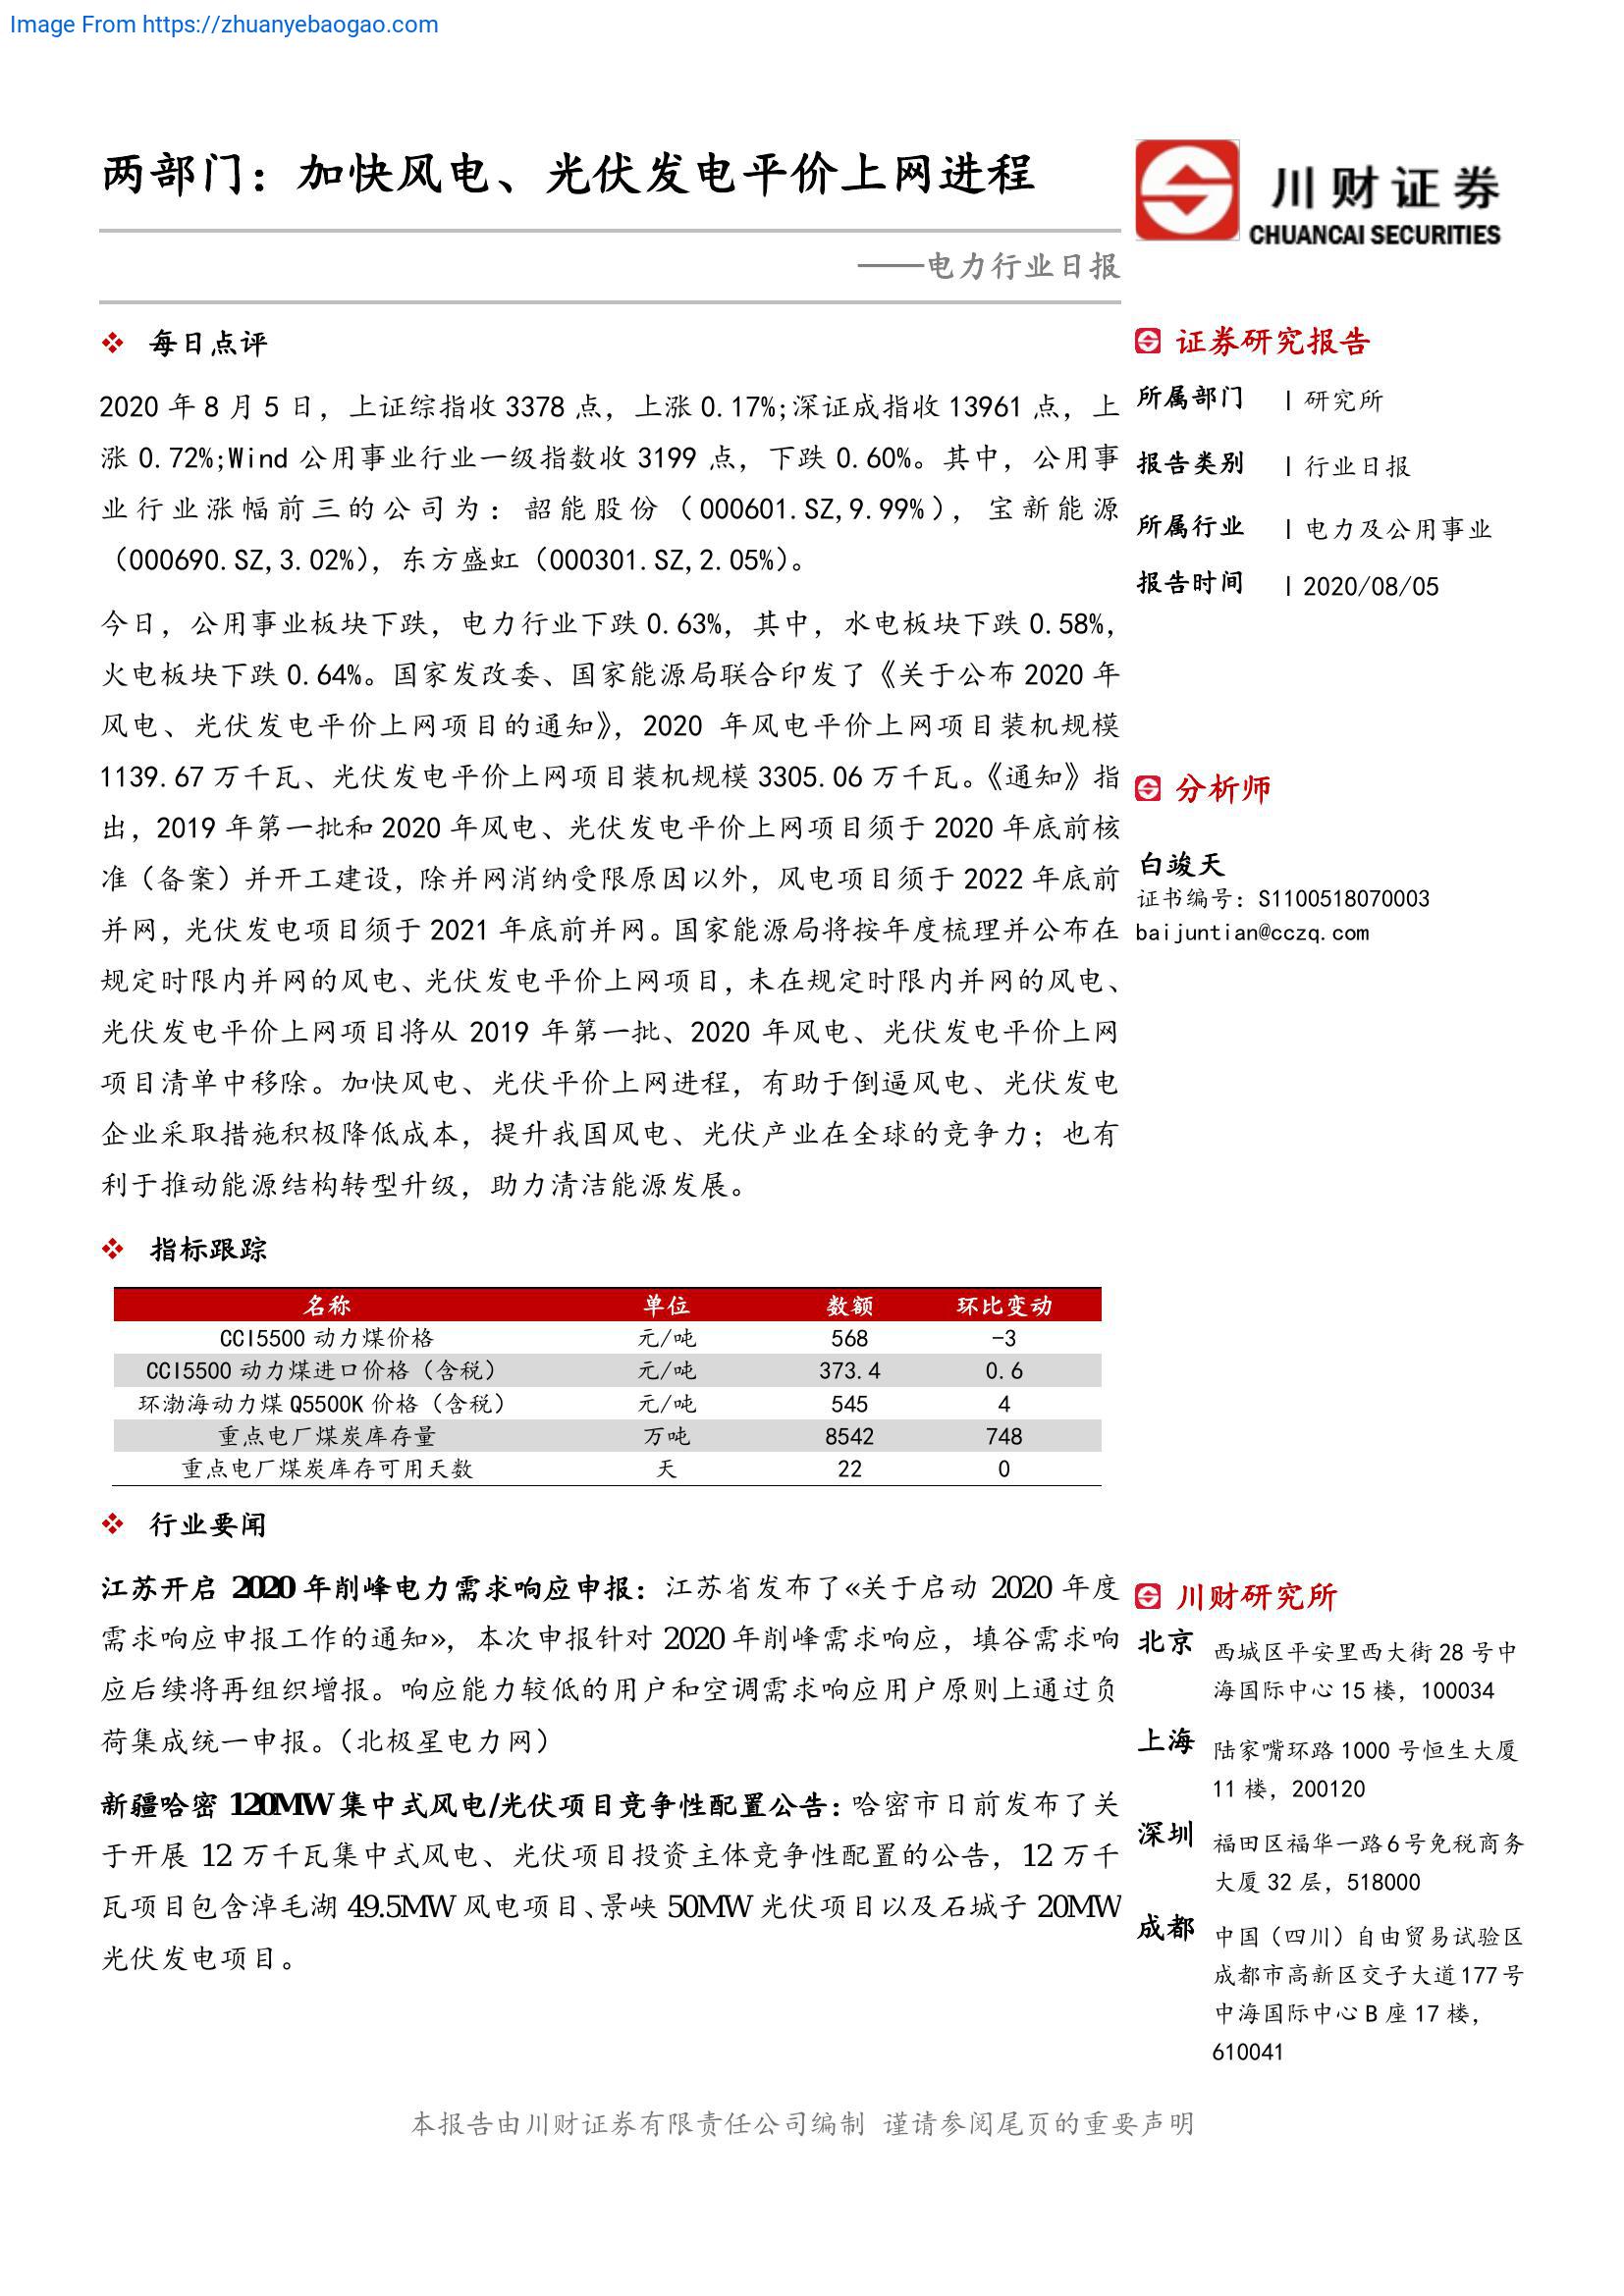 Image From https://zhuanyebaogao.com
两部门：加快风电、光伏发电平价上网进程
——电力行业日报
川财证券
CHUANCAI SECURITIES
每日点评
2020 年 8 月 5 日，上证综指收 3378 点，上涨 0.17%;深证成指收 13961 点，上
涨 0.72%;Wind 公用事业行业一级指数收 3199 点，下跌 0.60%。其中，公用事
业行业涨幅前三的公司为：韶能股份（000601.SZ,9.99%），宝新能源
（000690.SZ,3.02%），东方盛虹（000301.SZ,2.05%）。
今日，公用事业板块下跌，电力行业下跌 0.63%，其中，水电板块下跌 0.58%，
火电板块下跌 0.64%。国家发改委、国家能源局联合印发了《关于公布 2020 年
风电、光伏发电平价上网项目的通知》，2020 年风电平价上网项目装机规模
1139.67 万千瓦、光伏发电平价上网项目装机规模 3305.06 万千瓦。《通知》指
出，2019 年第一批和 2020 年风电、光伏发电平价上网项目须于 2020 年底前核
准（备案）并开工建设，除并网消纳受限原因以外，风电项目须于 2022 年底前
并网，光伏发电项目须于 2021 年底前并网。国家能源局将按年度梳理并公布在
规定时限内并网的风电、光伏发电平价上网项目，未在规定时限内并网的风电、
光伏发电平价上网项目将从 2019 年第一批、2020 年风电、光伏发电平价上网
项目清单中移除。加快风电、光伏平价上网进程，有助于倒逼风电、光伏发电
企业采取措施积极降低成本，提升我国风电、光伏产业在全球的竞争力；也有
利于推动能源结构转型升级，助力清洁能源发展。
指标跟踪
名称 单位 数额 环比变动
CCI5500 动力煤价格 元/吨 568 -3
CCI5500 动力煤进口价格（含税） 元/吨 373.4 0.6
环渤海动力煤 Q5500K 价格（含税） 元/吨 545 4
重点电厂煤炭库存量 万吨 8542 748
重点电厂煤炭库存可用天数 天 22 0
行业要闻
江苏开启 2020 年削峰电力需求响应申报：江苏省发布了«关于启动 2020 年度
需求响应申报工作的通知»，本次申报针对 2020 年削峰需求响应，填谷需求响
应后续将再组织增报。响应能力较低的用户和空调需求响应用户原则上通过负
荷集成统一申报。（北极星电力网）
新疆哈密 120MW 集中式风电/光伏项目竞争性配置公告：哈密市日前发布了关
于开展 12 万千瓦集中式风电、光伏项目投资主体竞争性配置的公告，12 万千
瓦项目包含淖毛湖 49.5MW 风电项目、景峡 50MW 光伏项目以及石城子 20MW
光伏发电项目。
证券研究报告
所属部门 | 研究所
报告类别 | 行业日报
所属行业 | 电力及公用事业
报告时间 | 2020/08/05
分析师
白竣天
证书编号：S1100518070003
baijuntian@cczq.com
川财研究所
北京 西城区平安里西大街 28 号中
海国际中心 15 楼，100034
上海 陆家嘴环路 1000 号恒生大厦
11 楼，200120
深圳 福田区福华一路 6 号免税商务
大厦 32 层，518000
成都 中国（四川）自由贸易试验区
成都市高新区交子大道 177 号
中海国际中心 B 座 17 楼，
610041
本报告由川财证券有限责任公司编制 谨请参阅尾页的重要声明